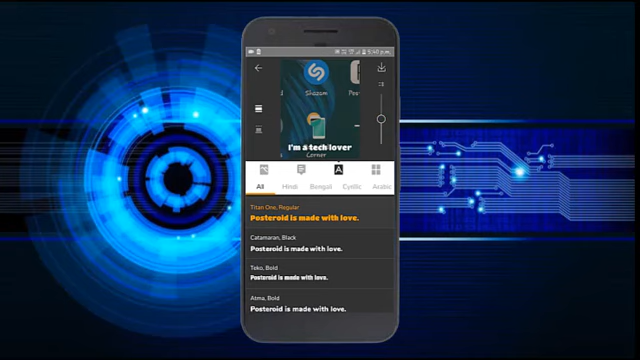 5:40 p.m.
Shazam
I'm a tech lover
Corner
All Hindi Bengali Cyrillic Arabic
Titan One, Regular
Posteroid is made with love.
Catamaran, Black
Posteroid is made with love.
Teko, Bold
Posteroid is made with love.
Atma, Bold
Posteroid is made with love.